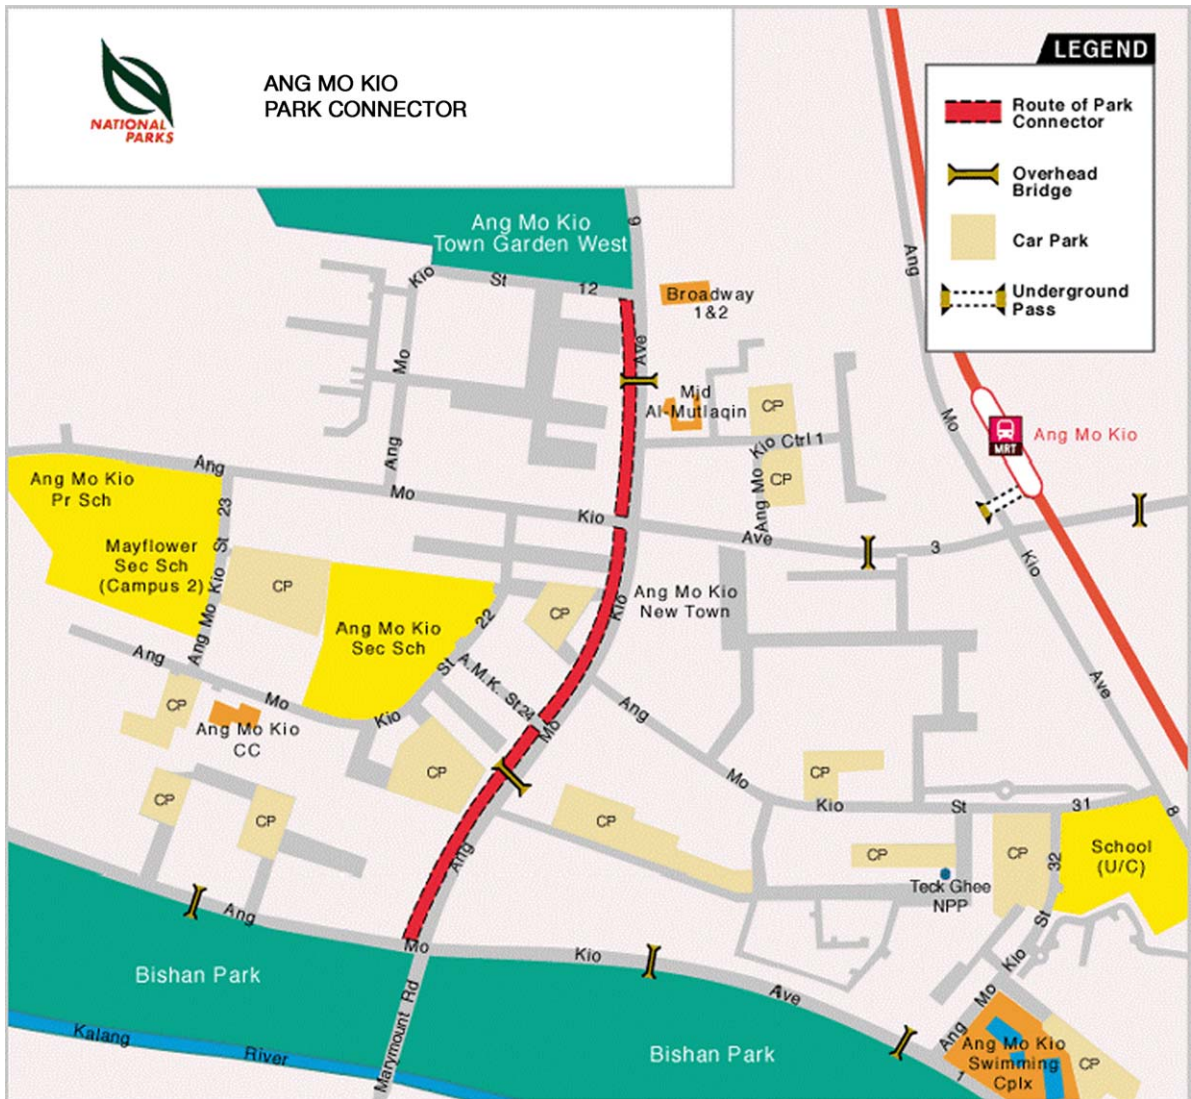 NATIONAL
PARKS
ANG MO KIO
PARK CONNECTOR
LEGEND
Route of Park
Connector
Overhead
Bridge
Car Park
Underground
Pass
Ang Mo Kio
Town Garden West
6
Ang
Kio St 12
Broadway
1&2
Ave
Mo
Mid
Al-Mutlaqin
CP
Mo
MRT
Ang Mo Kio
Kio Ctrl 1
Ang
Ang
Ang Mo Kio
Pr Sch
CP
Mo
23
Ang Mo
Kio
Ave
3
Mayflower
Sec Sch
(Campus 2)
St
Kio
CP
Kio
Ang Mo Kio
New Town
Kio
CP
22
Ang Mo
Ang Mo Kio
Sec Sch
Ang
St
A.M.K. St24
Ave
CP
Mo
Kio
Ang
Mo
Ang Mo Kio
CC
CP
Mo
CP
CP
CP
CP
Kio
St
31
8
CP
Ang
CP
CP
32
School
(U/C)
Teck Ghee
NPP
Ang
St
Mo
Kio
Kio
Bishan Park
Rd
Ave
Mo
Marymount
Kalang
River
Ang
Bishan Park
Ang Mo Kio
Swimming
Cplx
CP
1